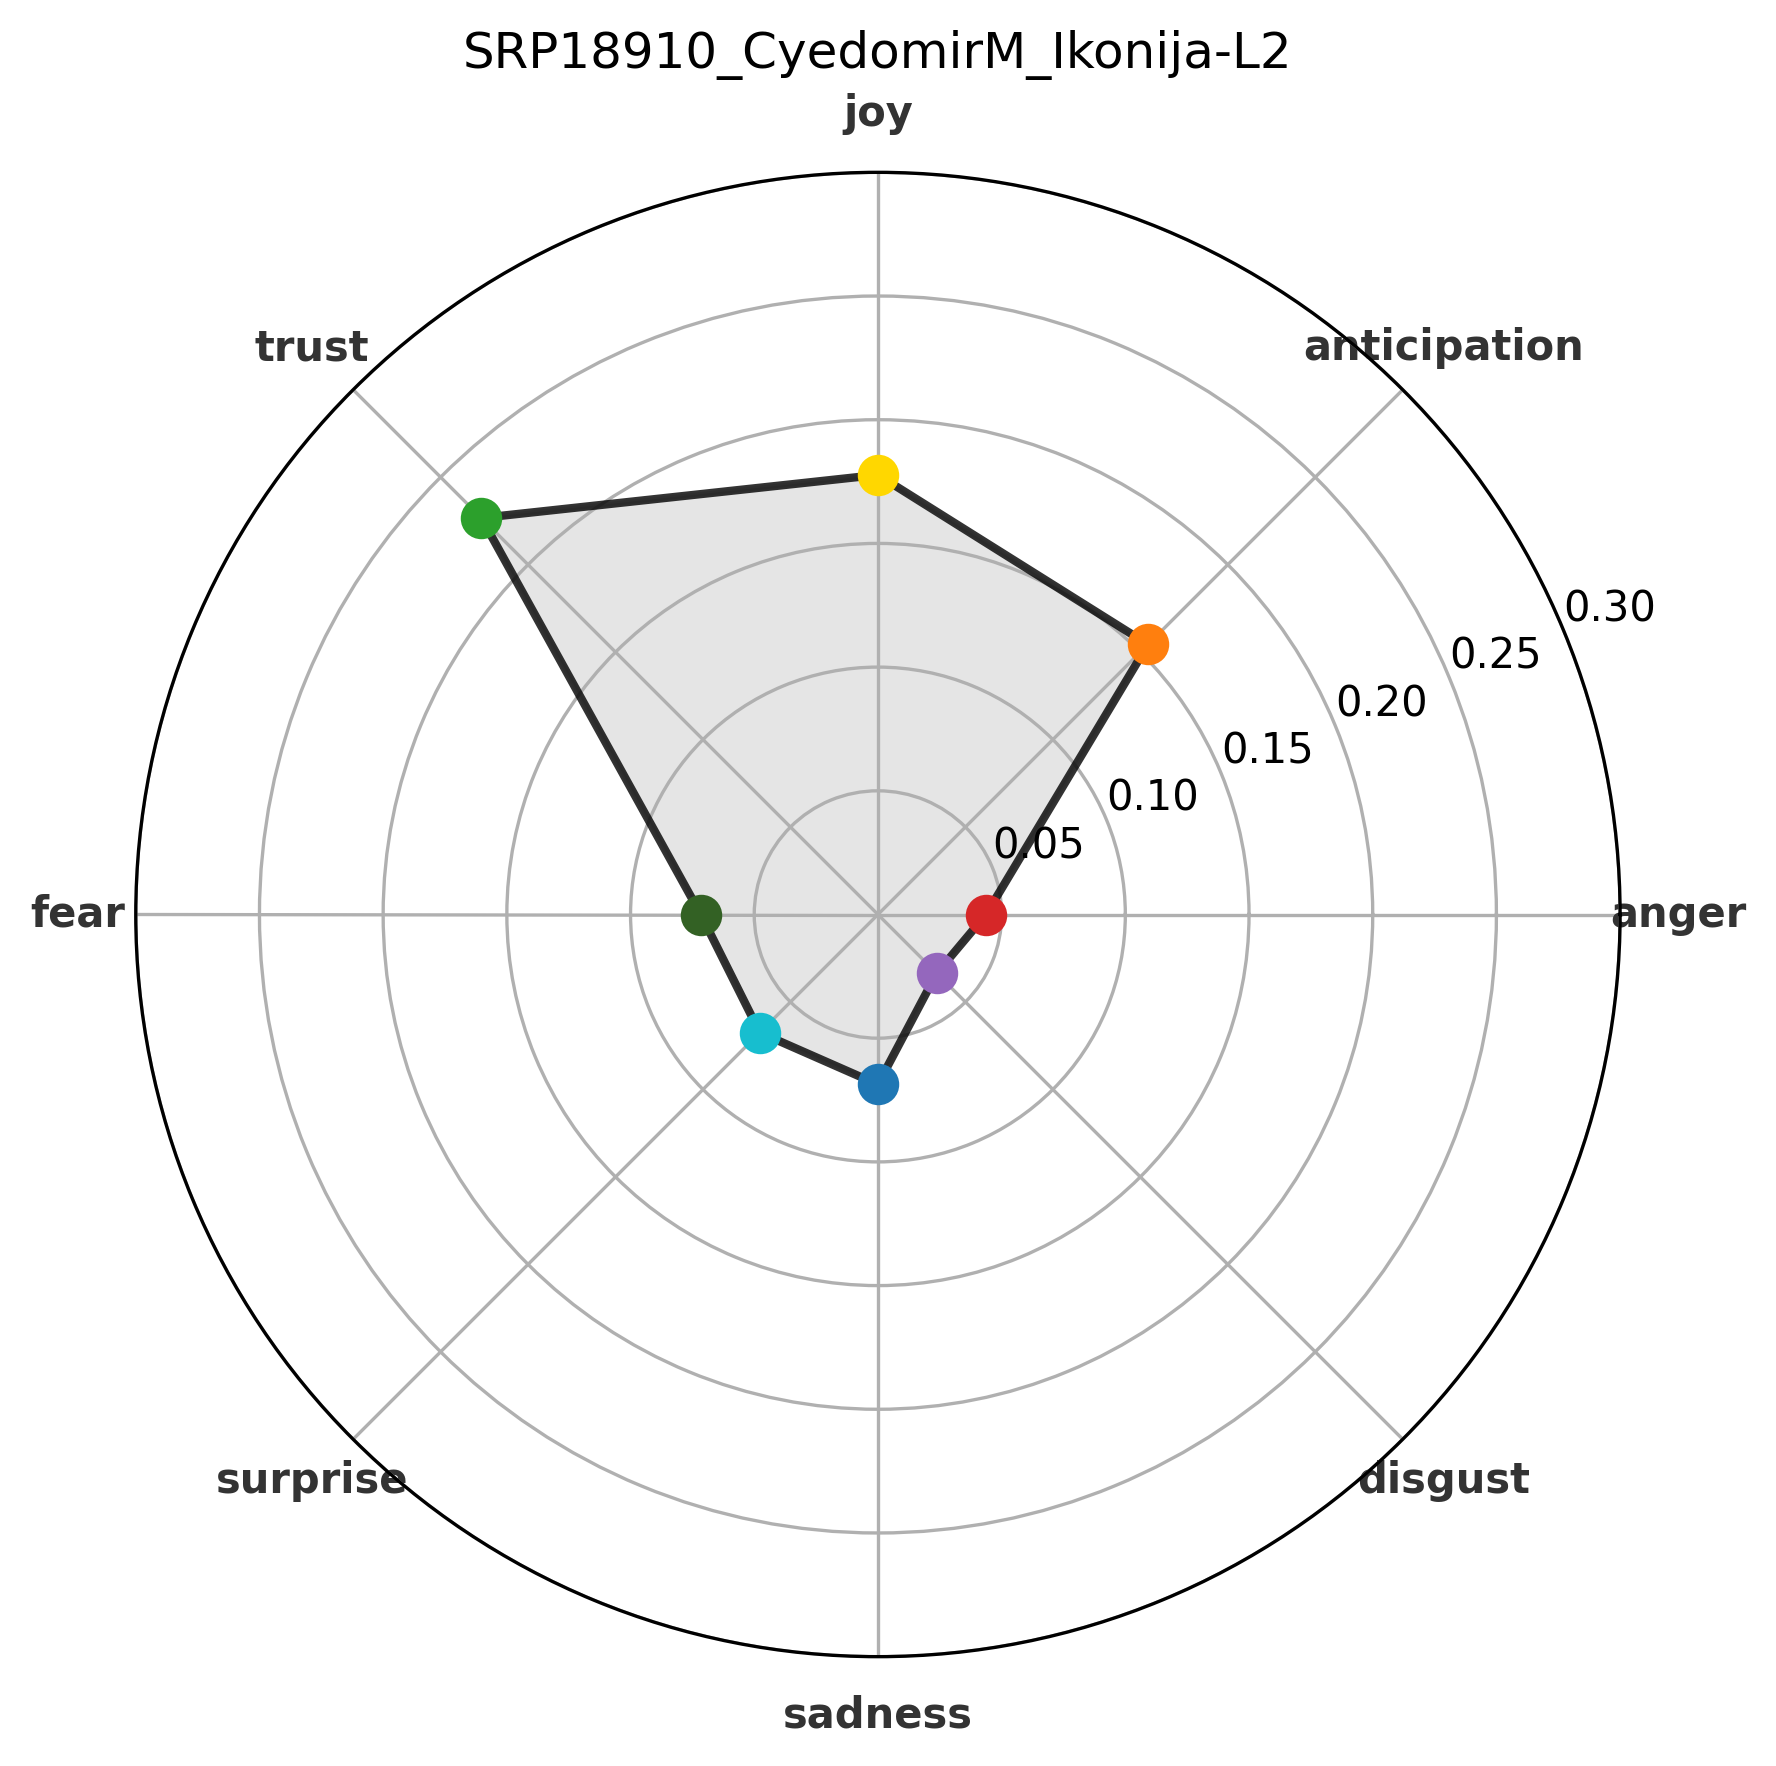 SRP18910_CyedomirM_Ikonija-L2
joy
trust
anticipation
0.30
0.25
0.20
0.15
0.10
0.05
fear
anger
surprise
disgust
sadness